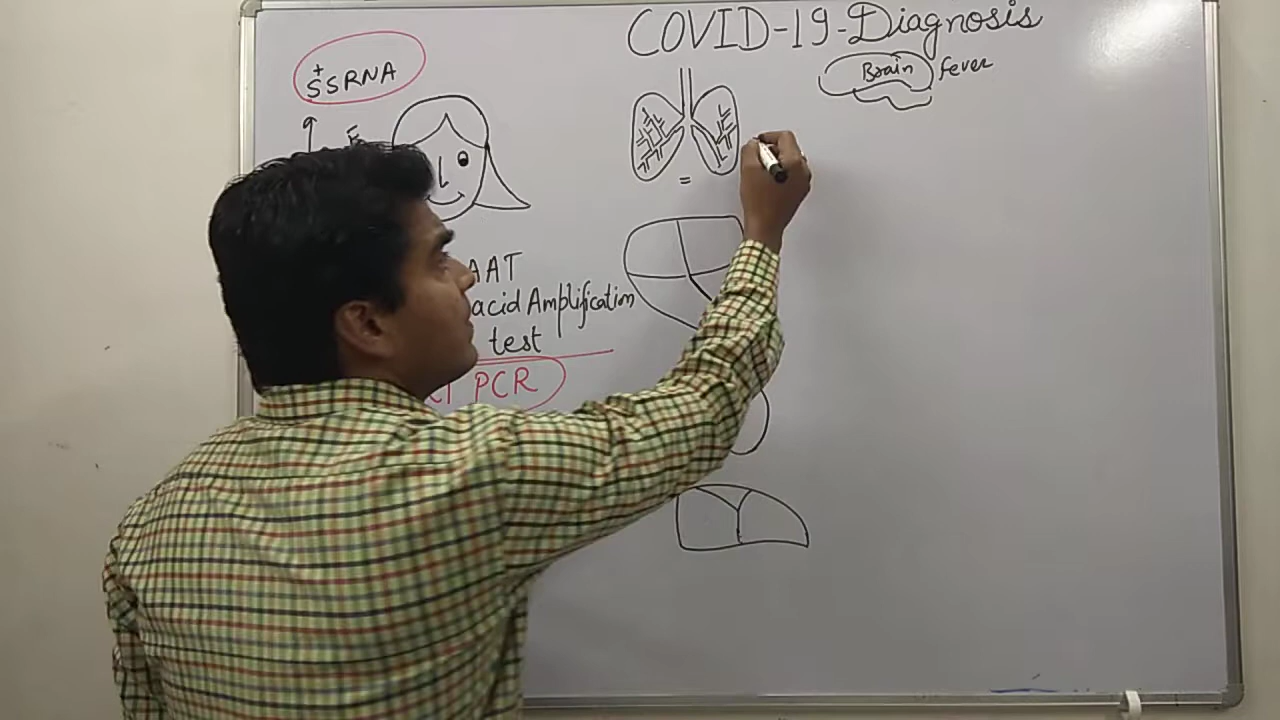 COVID-19-Diagnosis
+
SSRNA
Brain fever
=
AAT
acid Amplification
test
PCR